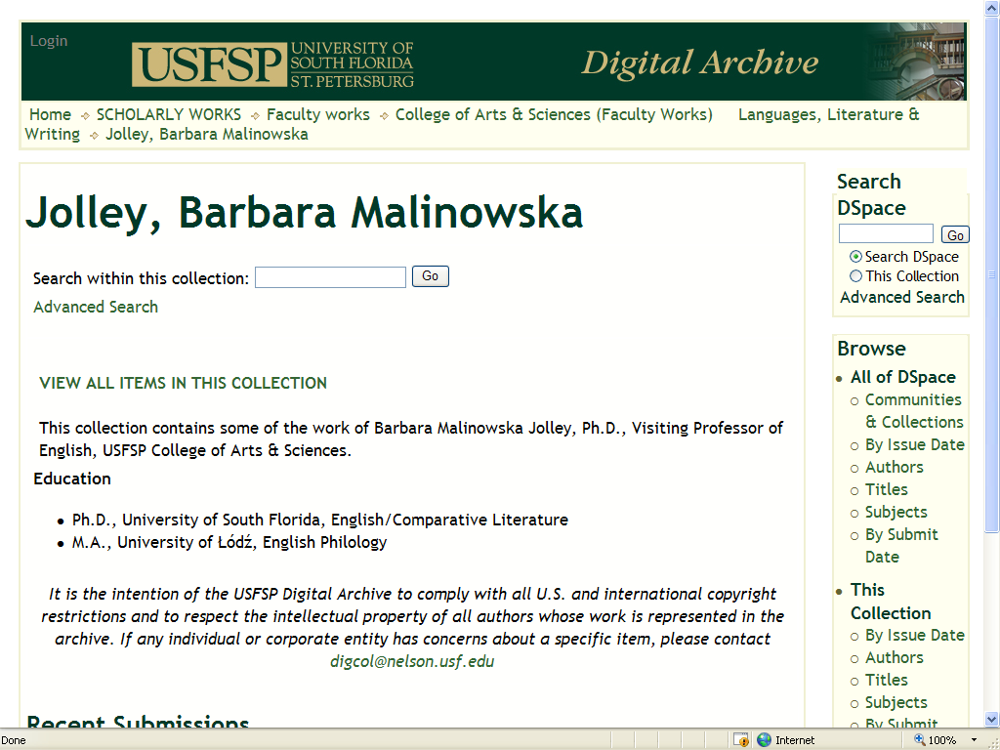 Login
USFSP UNIVERSITY OF
SOUTH FLORIDA
ST. PETERSBURG
Digital Archive
Home SCHOLARLY WORKS Faculty works College of Arts & Sciences (Faculty Works) Languages, Literature &
Writing Jolley, Barbara Malinowska
Jolley, Barbara Malinowska
Search within this collection: Go
Advanced Search
VIEW ALL ITEMS IN THIS COLLECTION
This collection contains some of the work of Barbara Malinowska Jolley, Ph.D., Visiting Professor of
English, USFSP College of Arts & Sciences.
Education
• Ph.D., University of South Florida, English/Comparative Literature
• M.A., University of Łódź, English Philology
It is the intention of the USFSP Digital Archive to comply with all U.S. and international copyright
restrictions and to respect the intellectual property of all authors whose work is represented in the
archive. If any individual or corporate entity has concerns about a specific item, please contact
digcol@nelson.usf.edu
Recent Submissions
Search
DSpace
Go
Search DSpace
This Collection
Advanced Search
Browse
• All of DSpace
○ Communities
& Collections
○ By Issue Date
○ Authors
○ Titles
○ Subjects
○ By Submit
Date
• This
Collection
○ By Issue Date
○ Authors
○ Titles
○ Subjects
○ By Submit
Done
Internet
100%